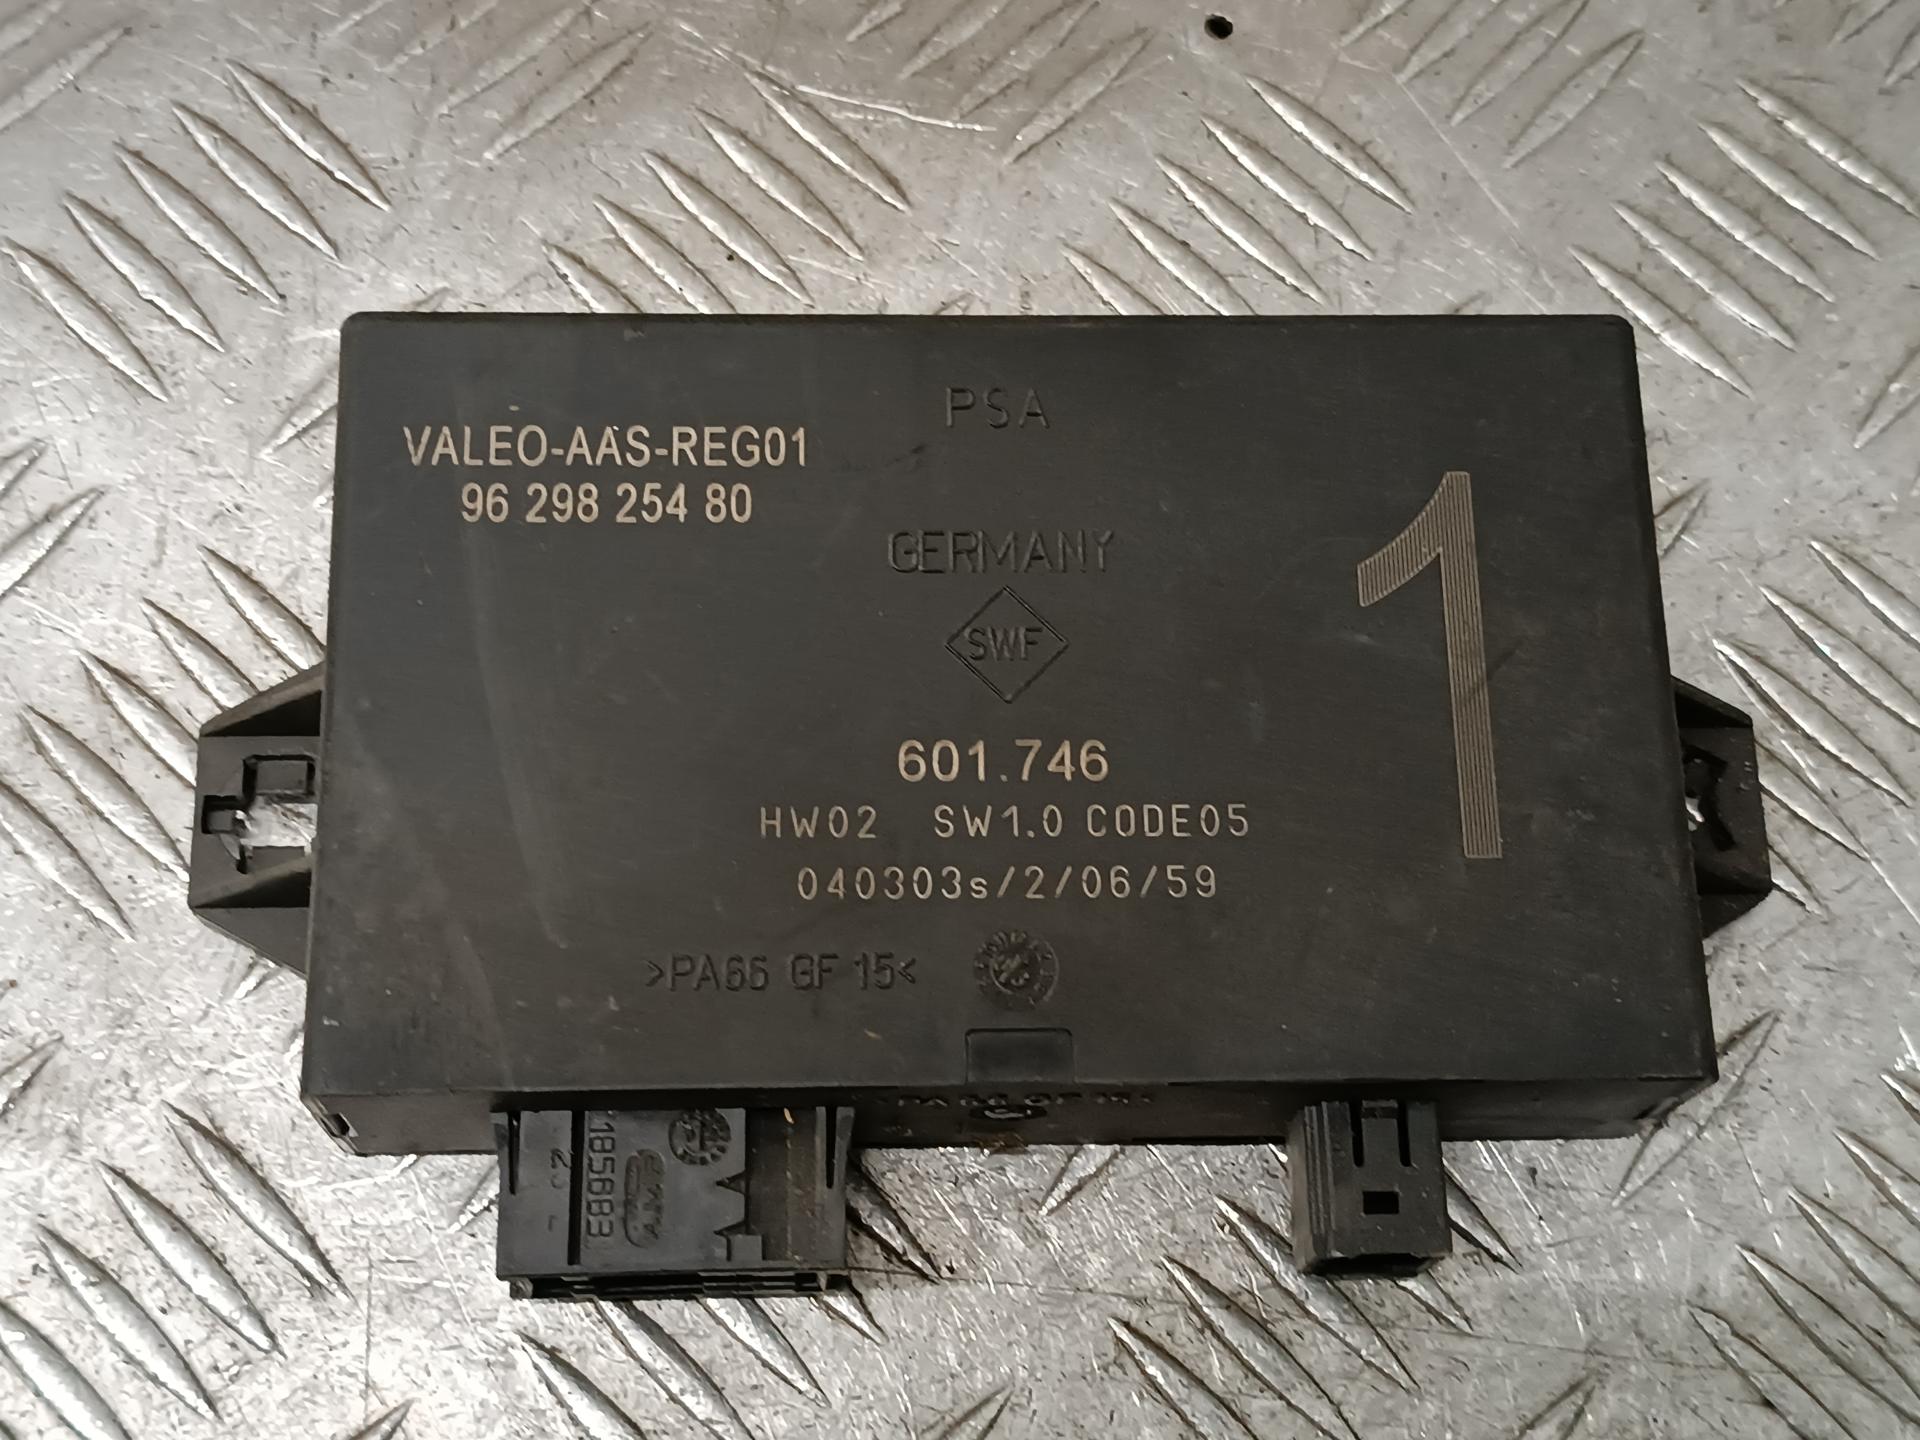 PSA
VALEO-AAS-REG01
96 298 254 80
1
GERMANY
SWF
601.746
HW02 SW1.0 CODE05
040303s/2/06/59
>PA66 GF 15<